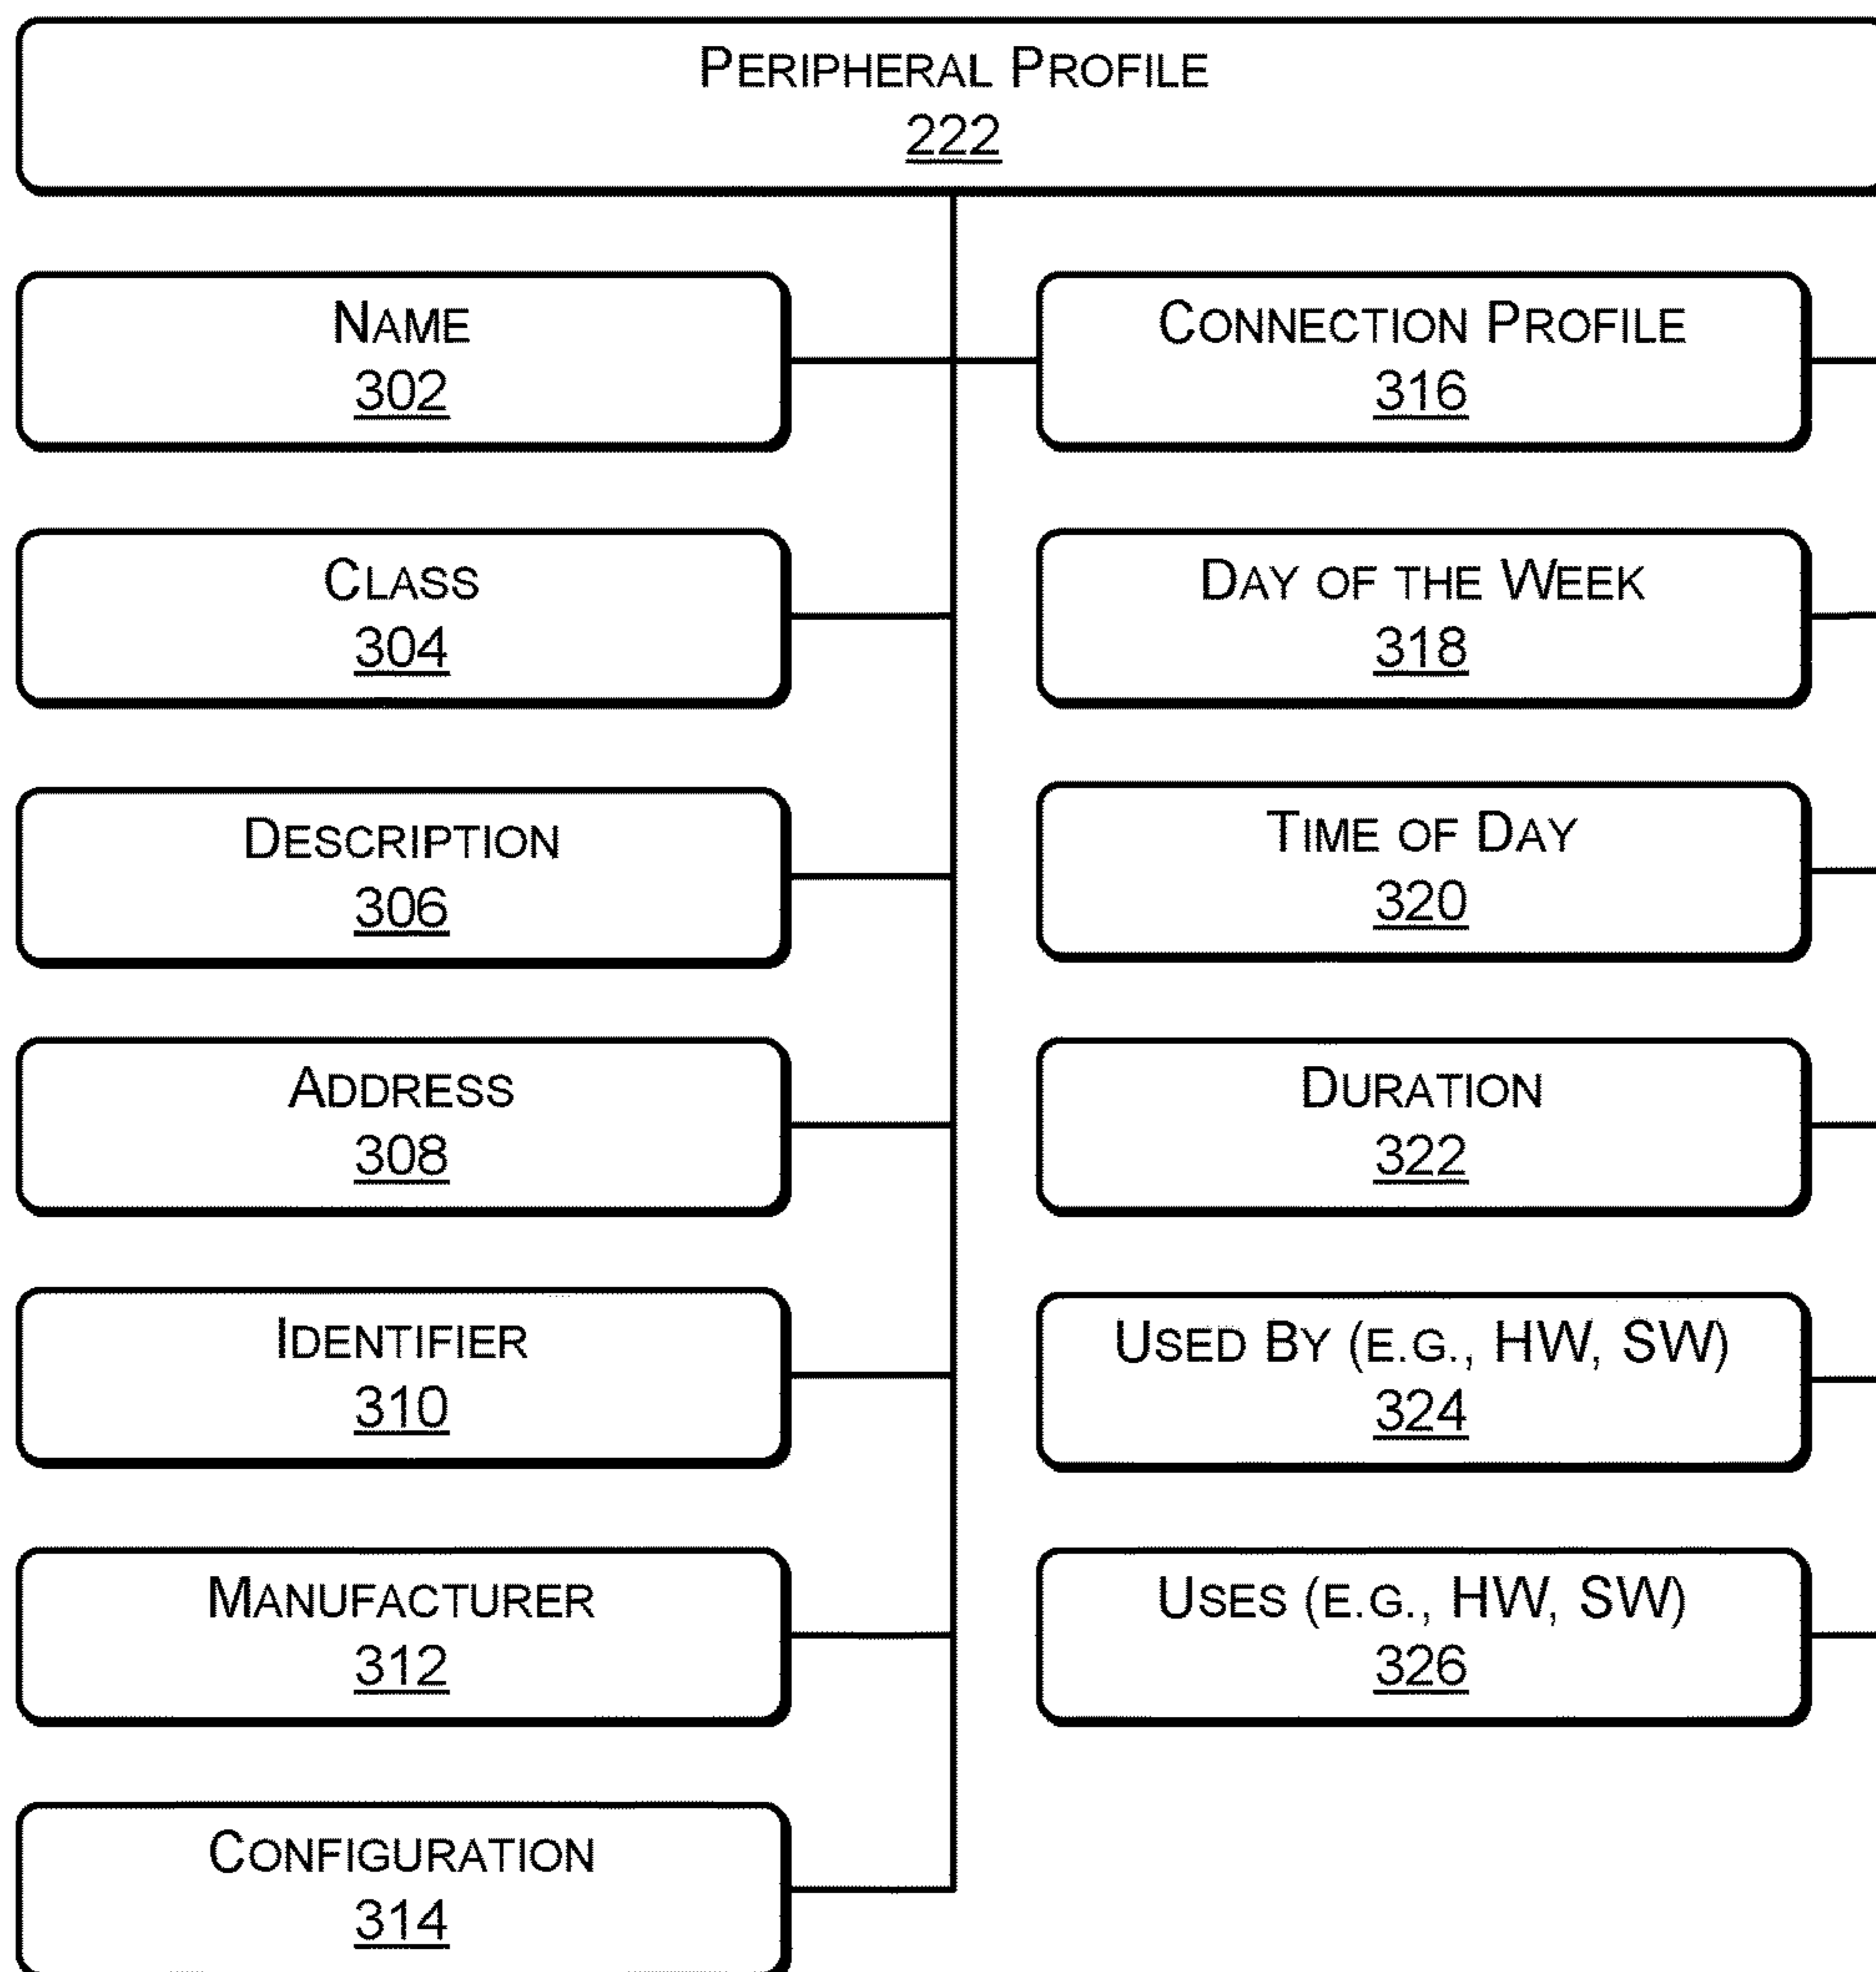 PERIPHERAL PROFILE
222
NAME
302
CONNECTION PROFILE
316
CLASS
304
DAY OF THE WEEK
318
DESCRIPTION
306
TIME OF DAY
320
ADDRESS
308
DURATION
322
IDENTIFIER
310
USED BY (E.G., HW, SW)
324
MANUFACTURER
312
USES (E.G., HW, SW)
326
CONFIGURATION
314